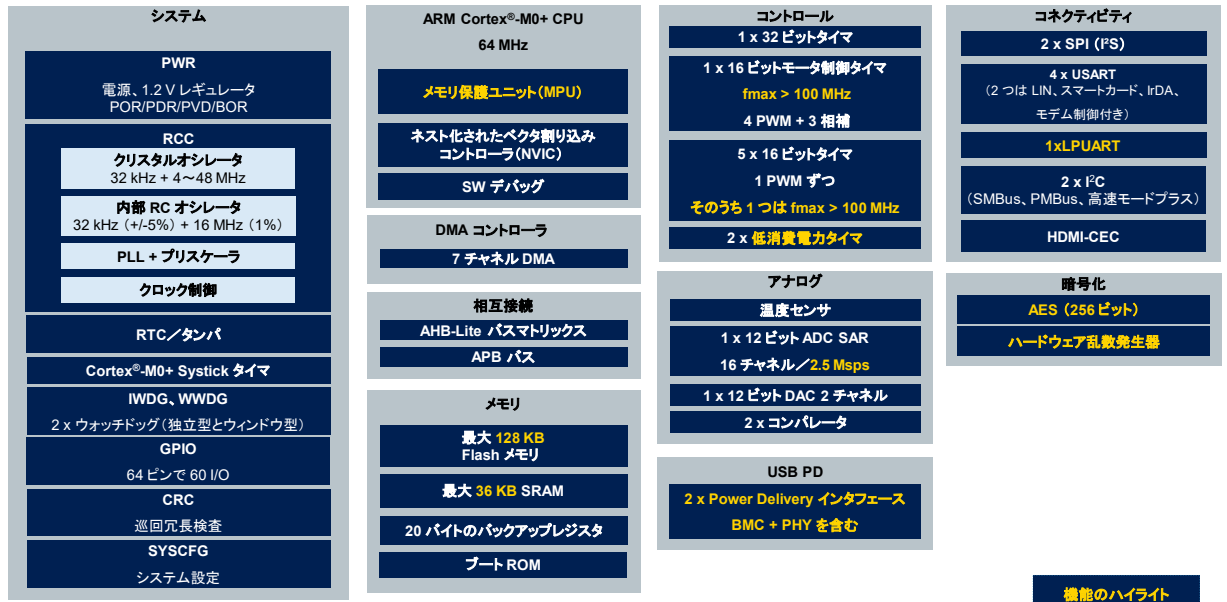 システム
PWR
電源、1.2 V レギュレータ
POR/PDR/PVD/BOR
RCC
クリスタルオシレータ
32 kHz + 4～48 MHz
内部 RC オシレータ
32 kHz (+/-5%) + 16 MHz (1%)
PLL + プリスケーラ
クロック制御
RTC／タンパ
Cortex®-M0+ Systick タイマ
IWDG、WWDG
2 x ウォッチドッグ（独立型とウィンドウ型）
GPIO
64 ピンで 60 I/O
CRC
巡回冗長検査
SYSCFG
システム設定
ARM Cortex®-M0+ CPU
64 MHz
メモリ保護ユニット（MPU）
ネスト化されたベクタ割り込み
コントローラ（NVIC）
SW デバッグ
DMA コントローラ
7 チャネル DMA
相互接続
AHB-Lite バスマトリックス
APB バス
メモリ
最大 128 KB
Flash メモリ
最大 36 KB SRAM
20 バイトのバックアップレジスタ
ブート ROM
コントロール
1 x 32 ビットタイマ
1 x 16 ビットモータ制御タイマ
fmax > 100 MHz
4 PWM + 3 相補
5 x 16 ビットタイマ
1 PWM ずつ
そのうち 1 つは fmax > 100 MHz
2 x 低消費電力タイマ
アナログ
温度センサ
1 x 12 ビット ADC SAR
16 チャネル／2.5 Msps
1 x 12 ビット DAC 2 チャネル
2 x コンパレータ
USB PD
2 x Power Delivery インタフェース
BMC + PHY を含む
コネクティビティ
2 x SPI (I²S)
4 x USART
（2 つは LIN、スマートカード、IrDA、
モデム制御付き）
1xLPUART
2 x I²C
（SMBus、PMBus、高速モードプラス）
HDMI-CEC
暗号化
AES （256 ビット）
ハードウェア乱数発生器
機能のハイライト